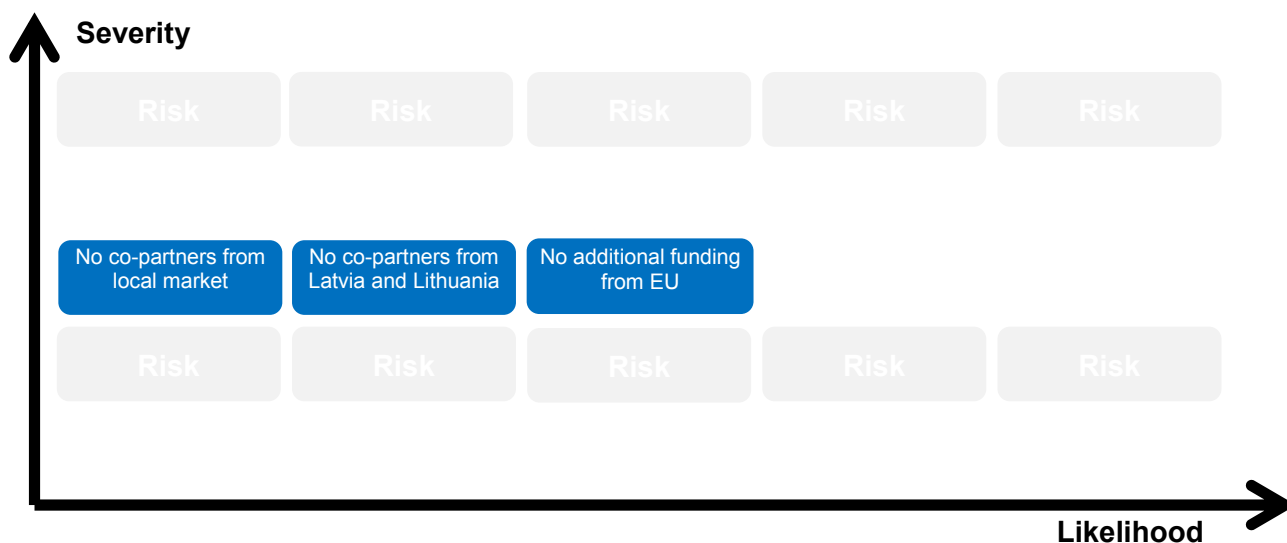 Severity
Risk Risk Risk Risk Risk
No co-partners from
local market
No co-partners from
Latvia and Lithuania
No additional funding
from EU
Risk Risk Risk Risk Risk
Likelihood